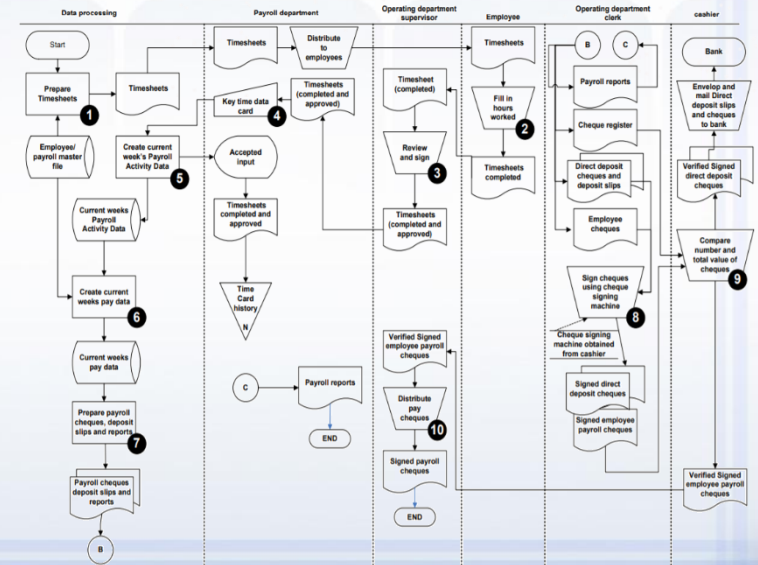 Data processing
Payroll department
Operating department
supervisor
Employee
Operating department
clerk
cashier
Start
Prepare
Timesheets
1
Timesheets
Employee/
payroll master
file
Create current
week's Payroll
Activity Data
5
Current weeks
Payroll
Activity Data
Create current
weeks pay data
6
Current weeks
pay data
Prepare payroll
cheques, deposit
slips and reports
7
Payroll cheques
deposit slips and
reports
B
Timesheets
Distribute
to
employees
Key time data
card
4
Timesheets
(completed and
approved)
Accepted
input
Timesheets
completed and
approved
Time
Card
history
N
C
Payroll reports
END
Timesheet
(completed)
Review
and sign
3
Timesheets
(completed and
approved)
Verified Signed
employee payroll
cheques
Distribute
pay
cheques
10
Signed payroll
cheques
END
Timesheets
Fill in
hours
worked
2
Timesheets
completed
B
C
Payroll reports
Cheque register
Direct deposit
cheques and
deposit slips
Employee
cheques
Sign cheques
using cheque
signing
machine
8
Cheque signing
machine obtained
from cashier
Signed direct
deposit cheques
Signed employee
payroll cheques
Bank
Envelop and
mail Direct
deposit slips
and cheques
to bank
Verified Signed
direct deposit
cheques
Compare
number and
total value of
cheques
9
Verified Signed
employee payroll
cheques